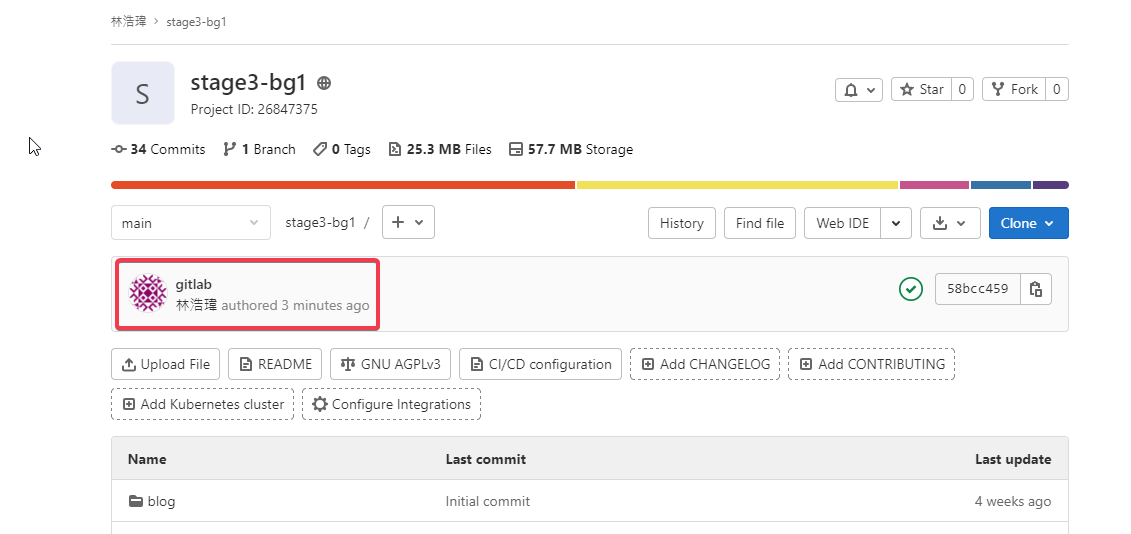 林浩瑋 > stage3-bg1
S
stage3-bg1
Project ID: 26847375
Star 0
Fork 0
34 Commits 1 Branch 0 Tags 25.3 MB Files 57.7 MB Storage
main stage3-bg1 / + History Find file Web IDE Clone
gitlab
林浩瑋 authored 3 minutes ago
58bcc459
Upload File README GNU AGPLv3 CI/CD configuration Add CHANGELOG Add CONTRIBUTING
Add Kubernetes cluster Configure Integrations
Name Last commit Last update
blog Initial commit 4 weeks ago